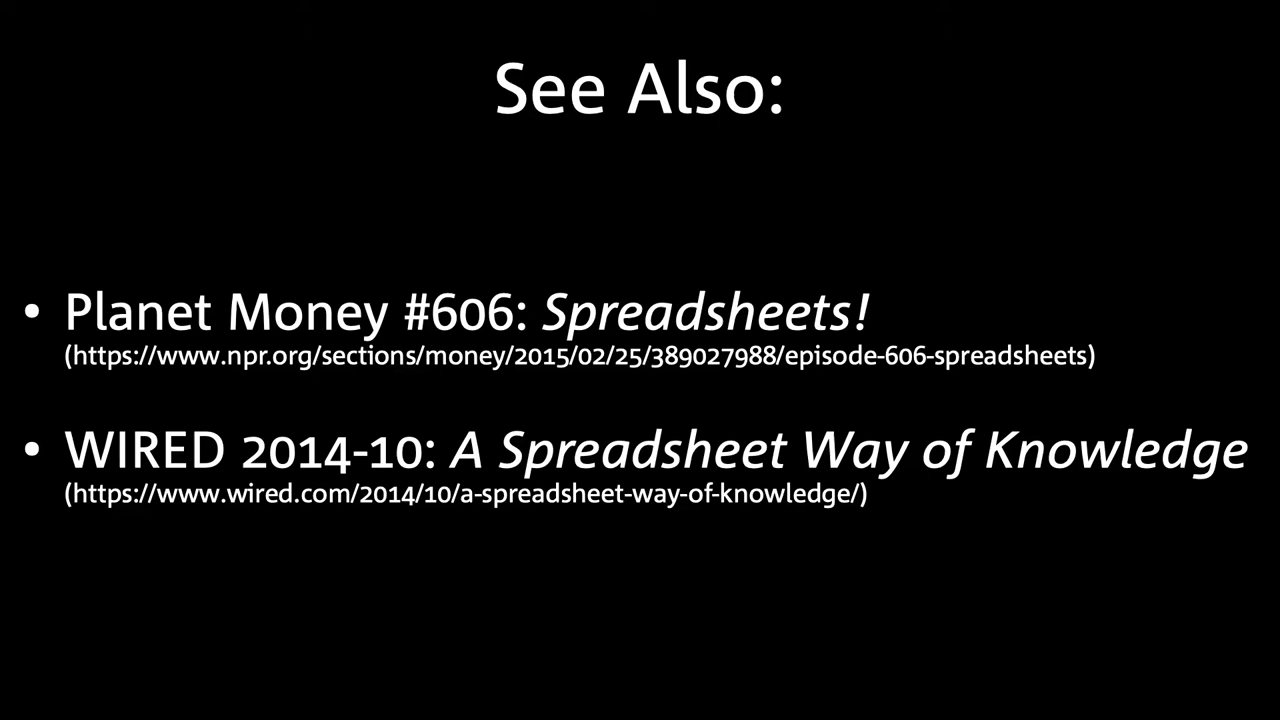 See Also:
• Planet Money #606: Spreadsheets!
(https://www.npr.org/sections/money/2015/02/25/389027988/episode-606-spreadsheets)
• WIRED 2014-10: A Spreadsheet Way of Knowledge
(https://www.wired.com/2014/10/a-spreadsheet-way-of-knowledge/)